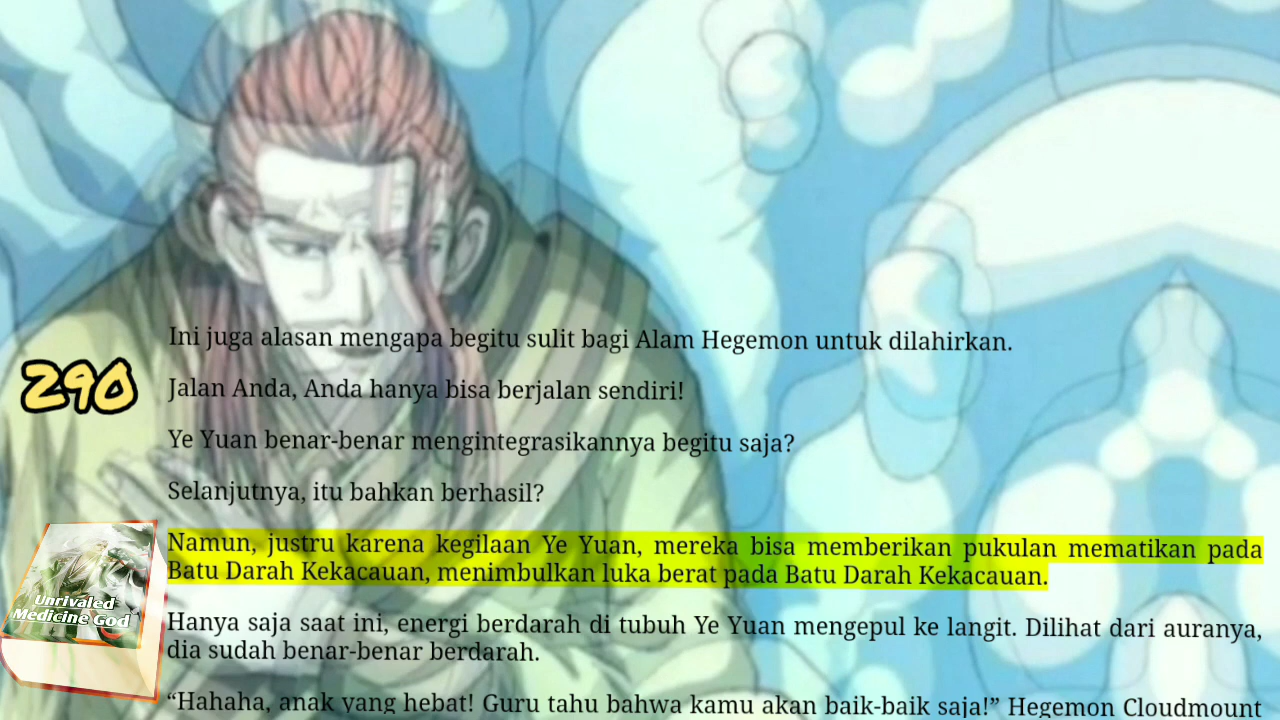 Ini juga alasan mengapa begitu sulit bagi Alam Hegemon untuk dilahirkan.
Jalan Anda, Anda hanya bisa berjalan sendiri!
290
Ye Yuan benar-benar mengintegrasikannya begitu saja?
Selanjutnya, itu bahkan berhasil?
Namun, justru karena kegilaan Ye Yuan, mereka bisa memberikan pukulan mematikan pada
Batu Darah Kekacauan, menimbulkan luka berat pada Batu Darah Kekacauan.
Unrivaled
Medicine God
Hanya saja saat ini, energi berdarah di tubuh Ye Yuan mengepul ke langit. Dilihat dari auranya,
dia sudah benar-benar berdarah.
“Hahaha, anak yang hebat! Guru tahu bahwa kamu akan baik-baik saja!” Hegemon Cloudmount